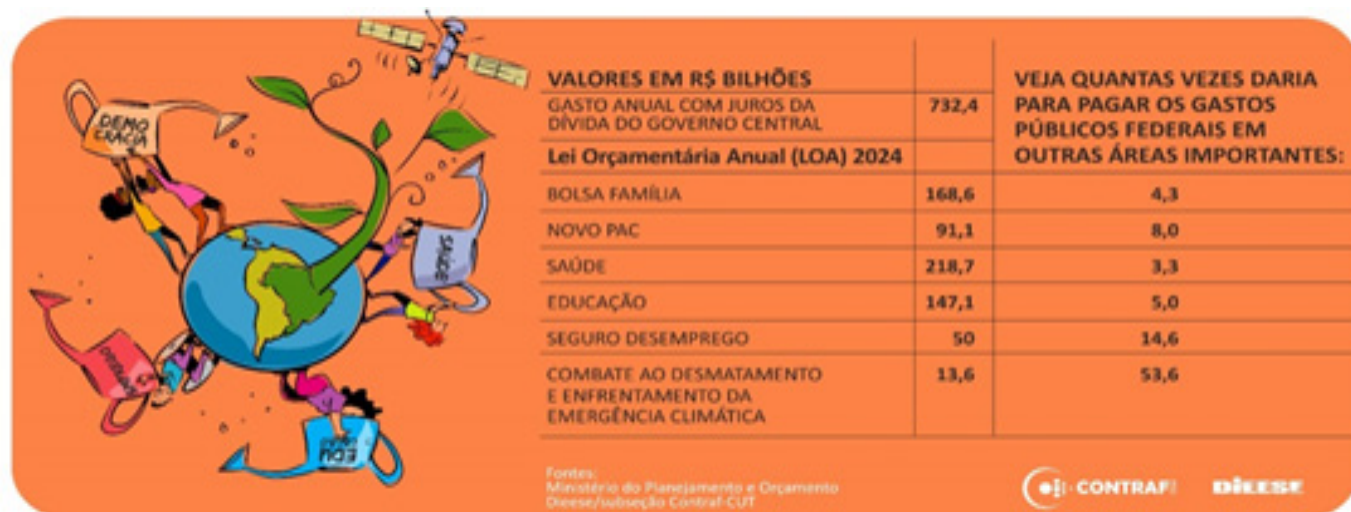 DEMO
CRACIA
SAÚDE
EDU
VALORES EM R$ BILHÕES
GASTO ANUAL COM JUROS DA
DÍVIDA DO GOVERNO CENTRAL
732,4
VEJA QUANTAS VEZES DARIA
PARA PAGAR OS GASTOS
PÚBLICOS FEDERAIS EM
OUTRAS ÁREAS IMPORTANTES:
Lei Orçamentária Anual (LOA) 2024
BOLSA FAMÍLIA 168,6 4,3
NOVO PAC 91,1 8,0
SAÚDE 218,7 3,3
EDUCAÇÃO 147,1 5,0
SEGURO DESEMPREGO 50 14,6
COMBATE AO DESMATAMENTO 13,6 53,6
E ENFRENTAMENTO DA
EMERGÊNCIA CLIMÁTICA
Fontes:
Ministério do Planejamento e Orçamento
Dieese/subseção Contraf-CUT
CONTRAF
DIEESE